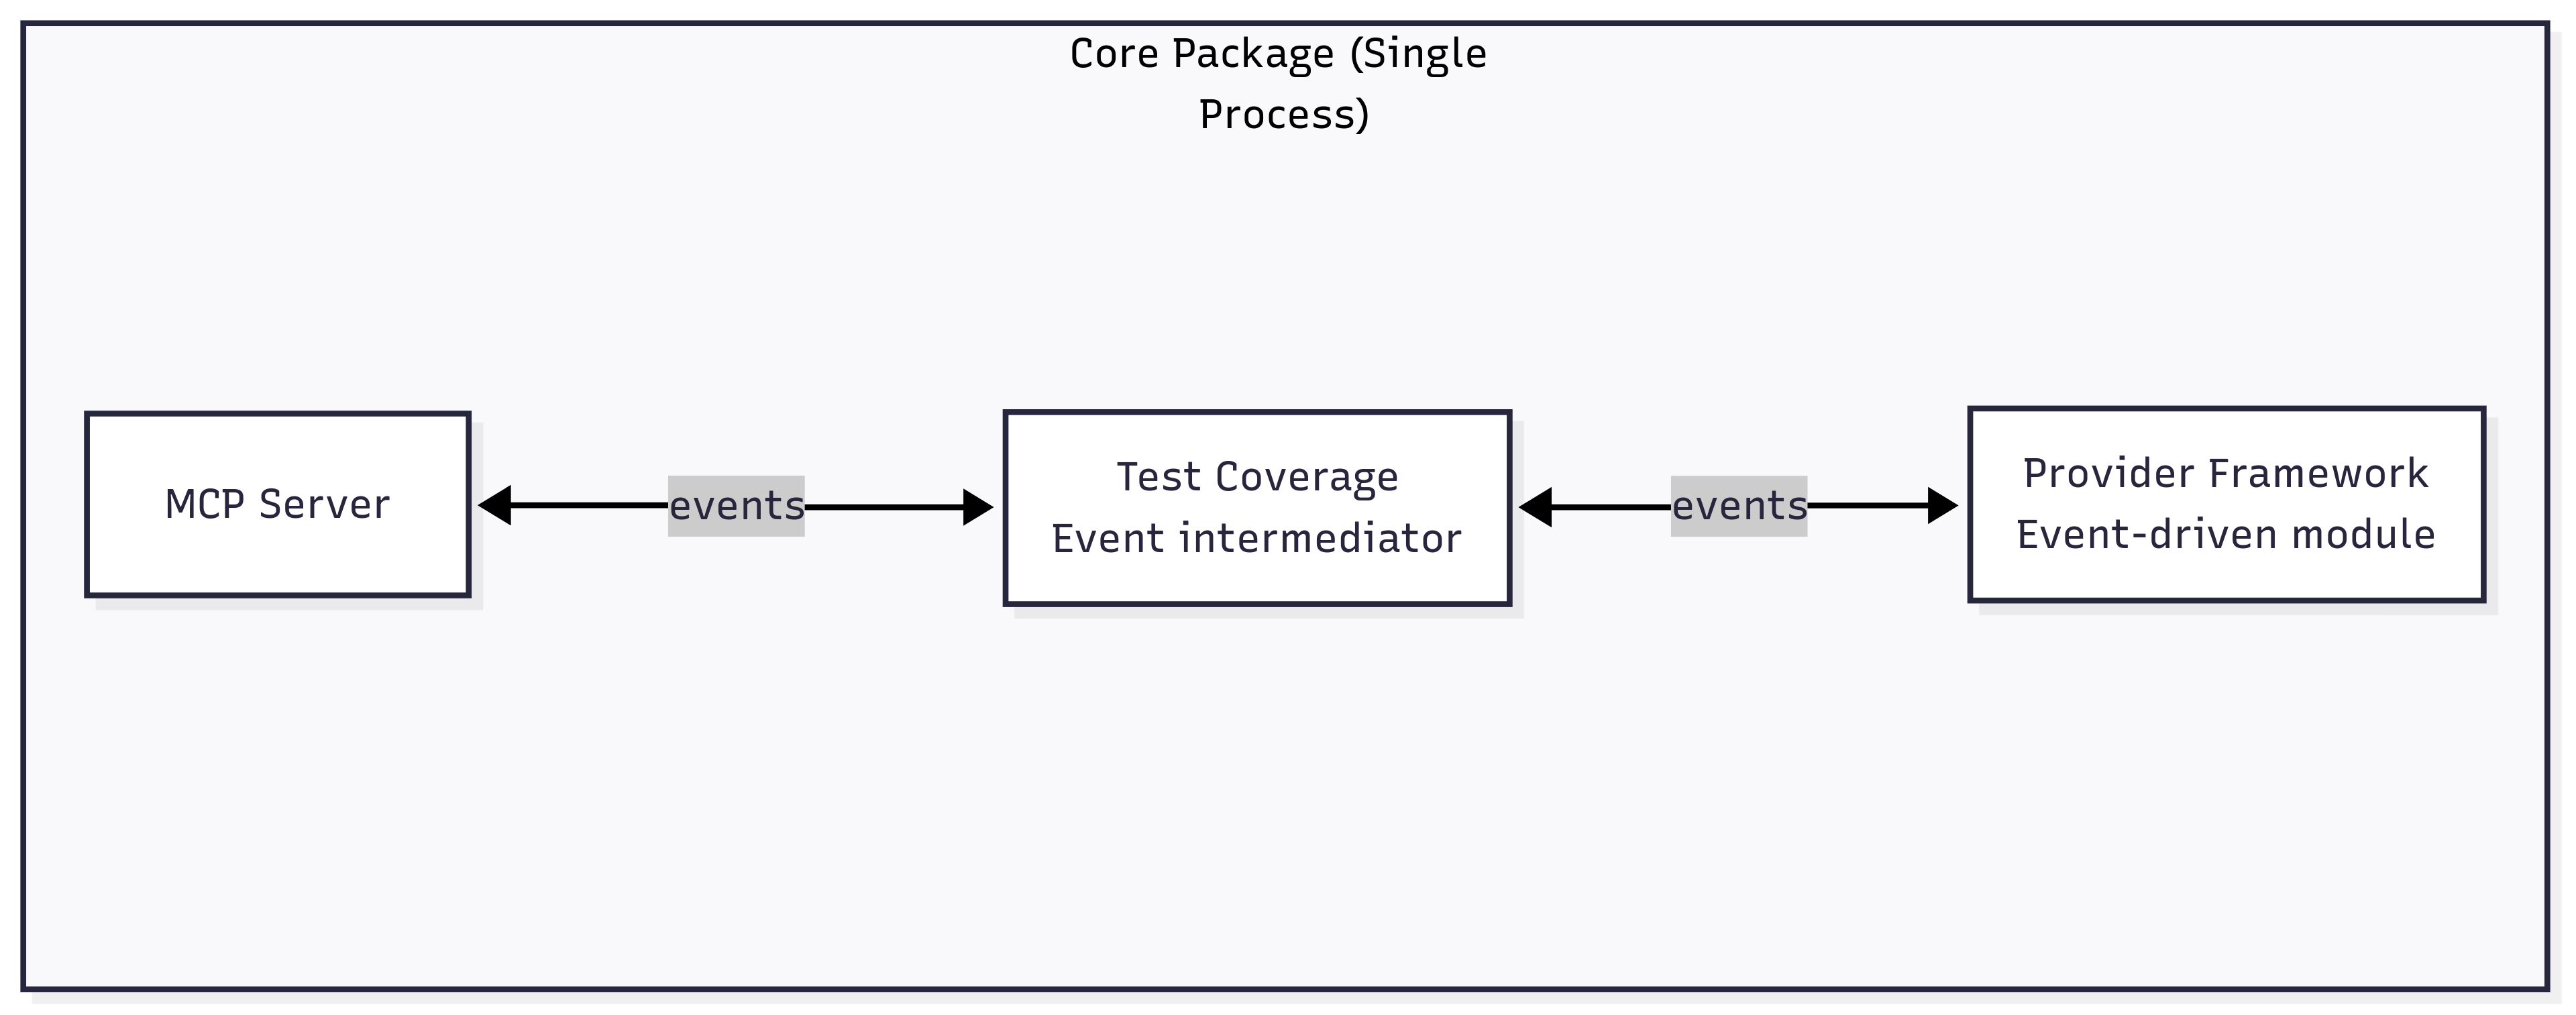 Core Package (Single
Process)
MCP Server
events
Test Coverage
Event intermediator
events
Provider Framework
Event-driven module